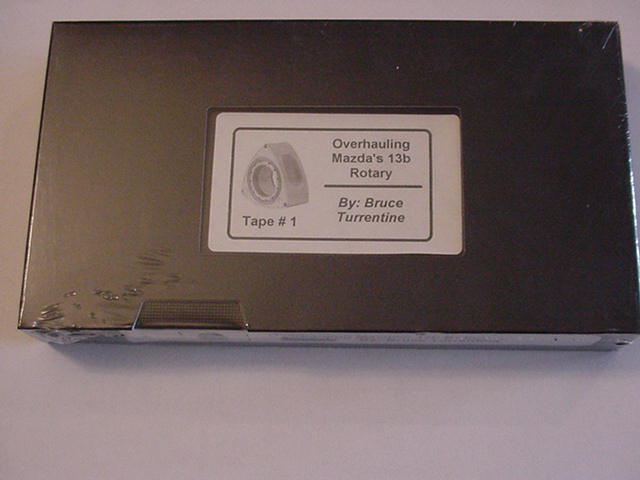 Overhauling
Mazda's 13b
Rotary
By: Bruce
Turrentine
Tape # 1